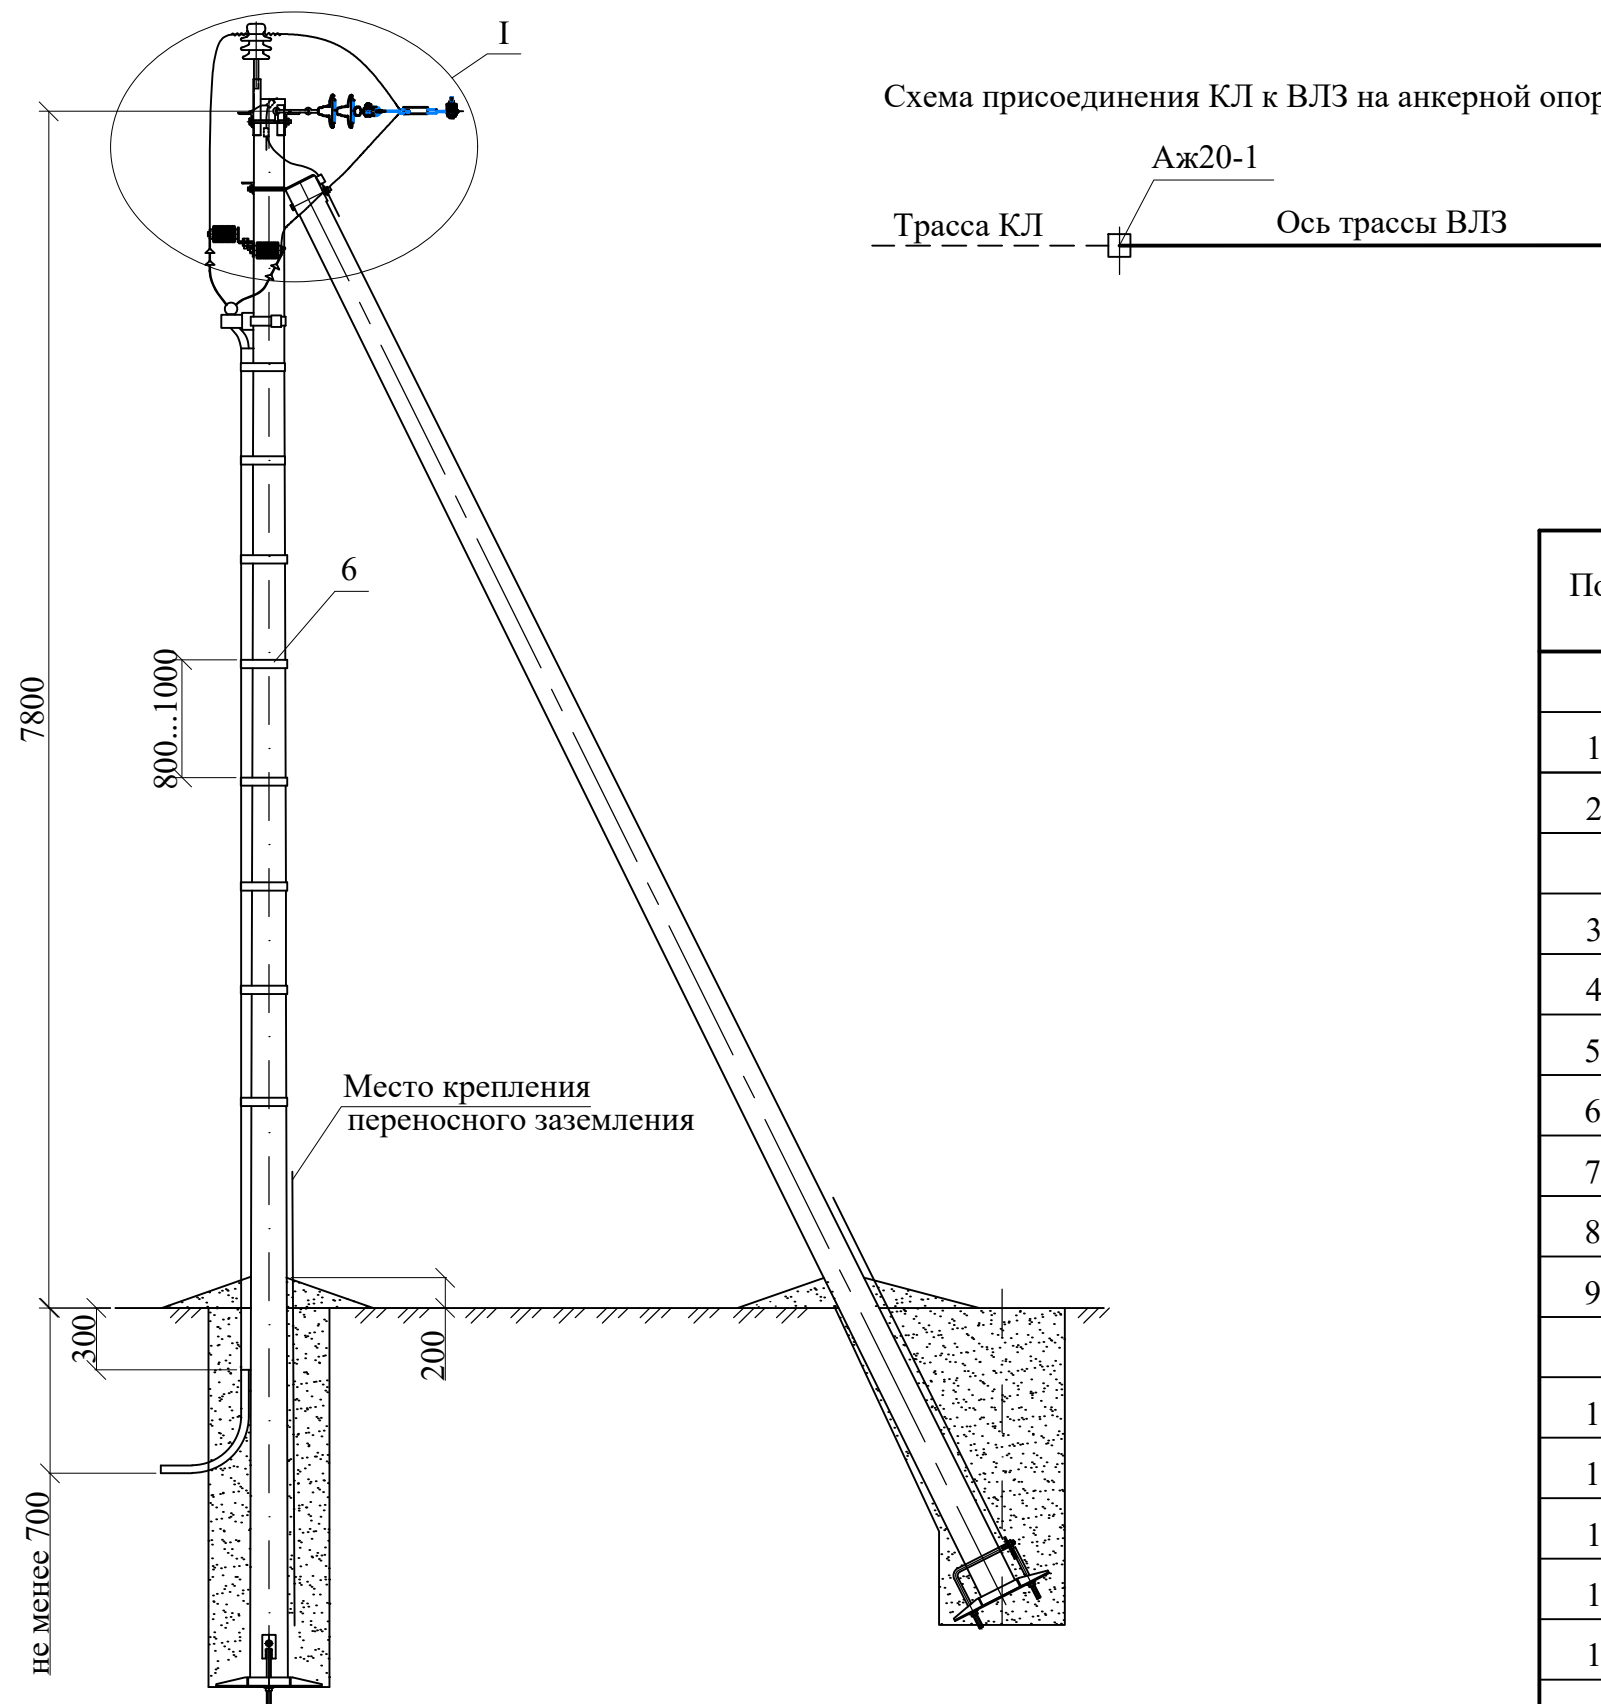 I
Схема присоединения КЛ к ВЛЗ на анкерной опор
Аж20-1
Трасса КЛ
Ось трассы ВЛЗ
6
7800
800...1000
Место крепления
переносного заземления
300
200
не менее 700
По
1
2
3
4
5
6
7
8
9
1
1
1
1
1